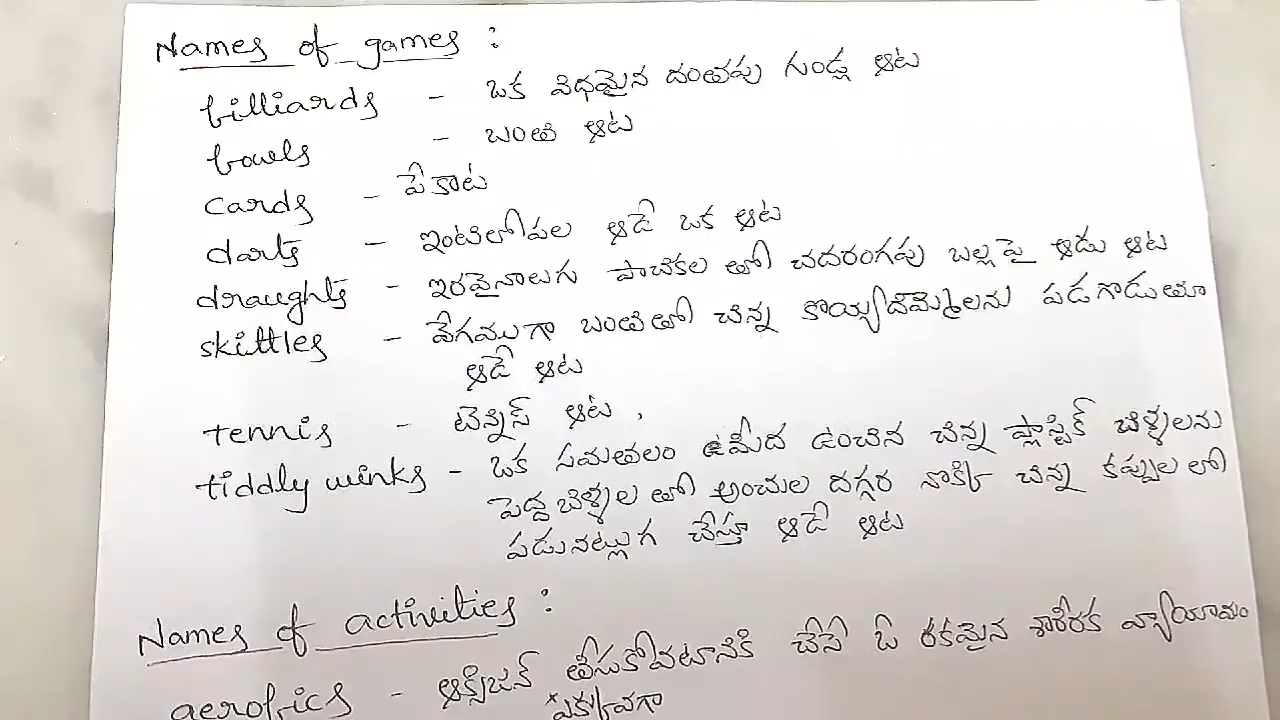 Names of games :
billiards - ఒక విధమైన దంతపు గుండ్ల ఆట
bowls - బంతి ఆట
cards - పేకాట
darts - ఇంటిలోపల ఆడే ఒక ఆట
draughts - ఇరవైనాలుగు పాచికల తో చదరంగపు బల్లపై ఆడు ఆట
skittles - వేగముగా బంతితో చిన్న కొయ్యదిమ్మెలను పడగాడుతూ
ఆడే ఆట
tennis - టెన్నిస్ ఆట .
tiddly winks - ఒక సమతలం మీద ఉంచిన చిన్న ప్లాస్టిక్ బిళ్ళలను
పెద్ద బిళ్ళల తో అంచుల దగ్గర నొక్కి చిన్న కప్పుల లో
పడునట్లుగ చేస్తూ ఆడే ఆట
Names of activities :
aerobics - ఆక్సిజన్ తీసుకోవటానికి చేసే ఓ రకమైన శారీరక వ్యాయామం
ఎక్కువగా